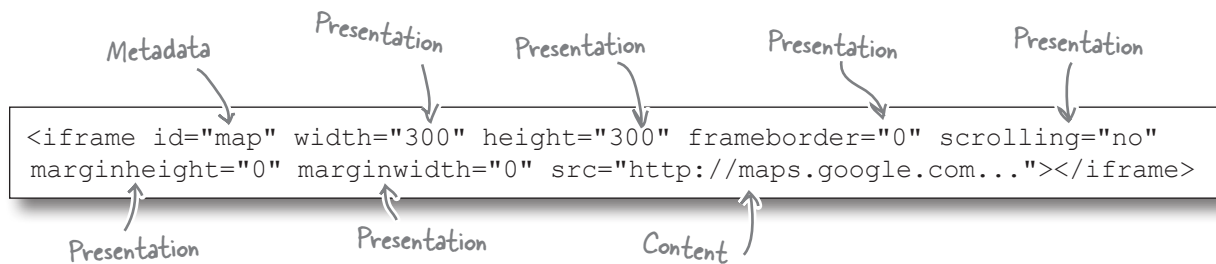 Metadata
Presentation
Presentation
Presentation
Presentation
<iframe id="map" width="300" height="300" frameborder="0" scrolling="no"
marginheight="0" marginwidth="0" src="http://maps.google.com..."></iframe>
Presentation
Presentation
Content